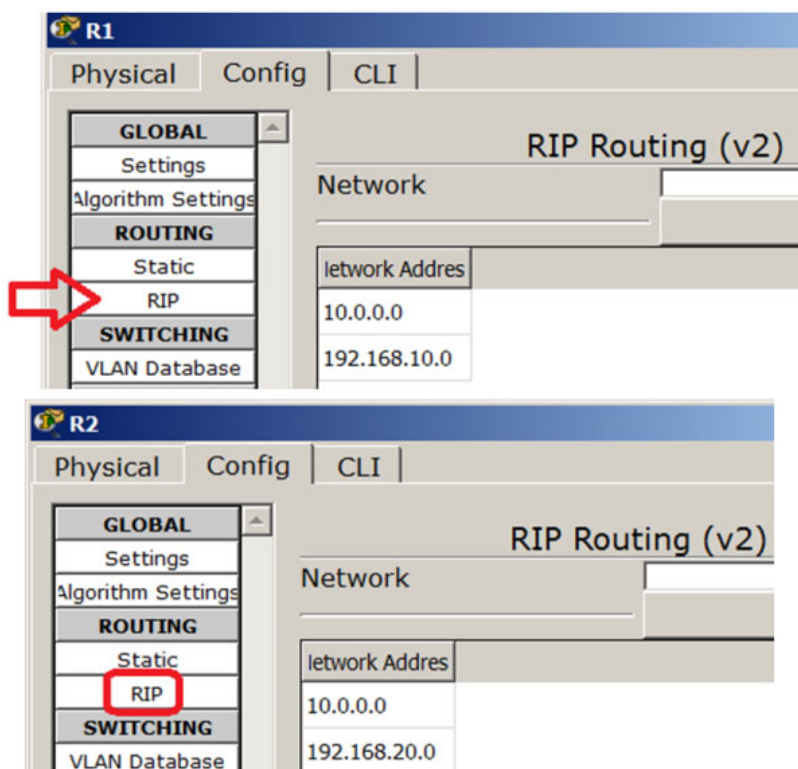 R1
Physical Config CLI
GLOBAL
Settings
Algorithm Settings
ROUTING
Static
RIP
SWITCHING
VLAN Database
RIP Routing (v2)
Network
letwork Addres
10.0.0.0
192.168.10.0
R2
Physical Config CLI
GLOBAL
Settings
Algorithm Settings
ROUTING
Static
RIP
SWITCHING
VLAN Database
RIP Routing (v2)
Network
letwork Addres
10.0.0.0
192.168.20.0